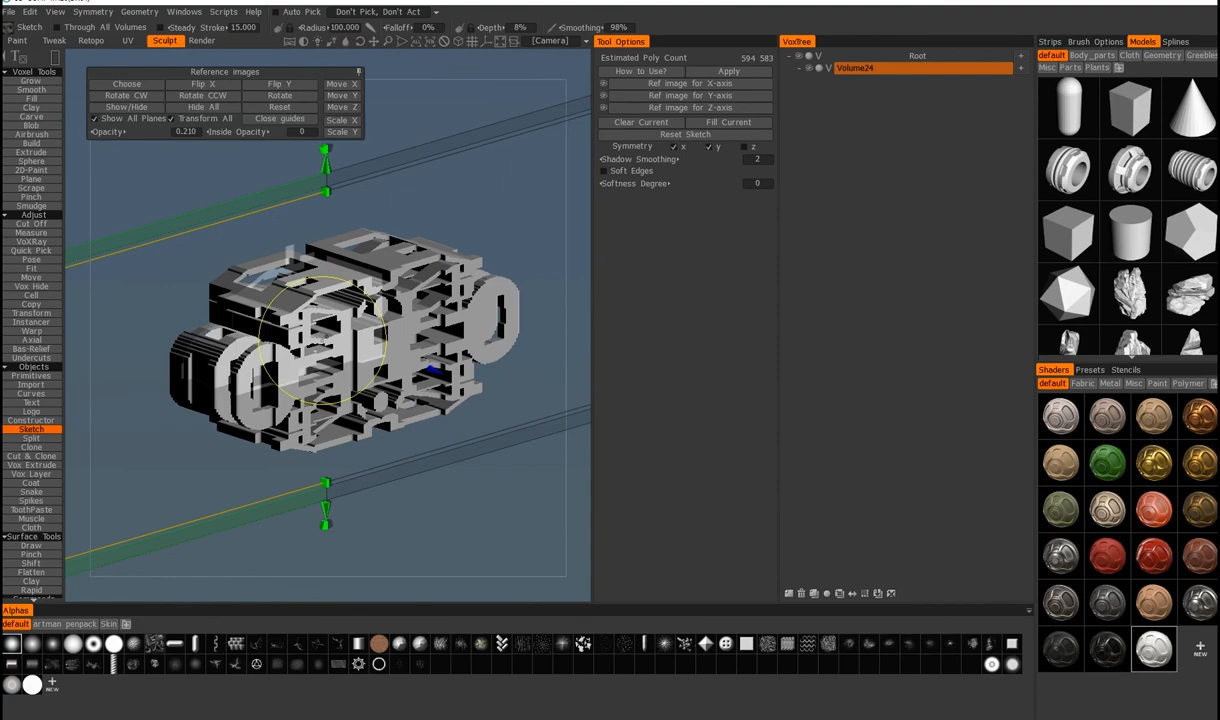 File Edit View Symmetry Geometry Windows Scripts Help Auto Pick Don't Pick, Don't Act
Sketch Through All Volumes Steady Stroke 15.000 Radius 100.000 Falloff 0% Depth 8% Smoothing 98%
Paint Tweak Retopo UV Sculpt Render [Camera]
Voxel Tools
Grow
Smooth
Fill
Clay
Carve
Blob
Airbrush
Build
Extrude
Sphere
2D-Paint
Plane
Scrape
Pinch
Smudge
Adjust
Cut Off
Measure
VoXRay
Quick Pick
Pose
Fit
Move
Vox Hide
Cell
Copy
Transform
Instancer
Warp
Axial
Bas-Relief
Undercuts
Objects
Primitives
Import
Curves
Text
Logo
Constructor
Sketch
Split
Clone
Cut & Clone
Vox Extrude
Vox Layer
Coat
Snake
Spikes
ToothPaste
Muscle
Cloth
Surface Tools
Draw
Pinch
Shift
Flatten
Clay
Rapid
Reference images
Choose Flip X Flip Y Move X
Rotate CW Rotate CCW Rotate Move Y
Show/Hide Hide All Reset Move Z
Show All Planes Transform All Close guides Scale X
Opacity 0.210 Inside Opacity 0 Scale Y
Tool Options
Estimated Poly Count 594 583
How to Use? Apply
Ref image for X-axis
Ref image for Y-axis
Ref image for Z-axis
Clear Current Fill Current
Reset Sketch
Symmetry x y z
Shadow Smoothing 2
Soft Edges
Softness Degree 0
VoxTree
V Root
V Volume24
Strips Brush Options Models Splines
default Body_parts Cloth Geometry Greebles
Misc Parts Plants
Shaders Presets Stencils
default Fabric Metal Misc Paint Polymer
NEW
Alphas
default artman penpack Skin
NEW